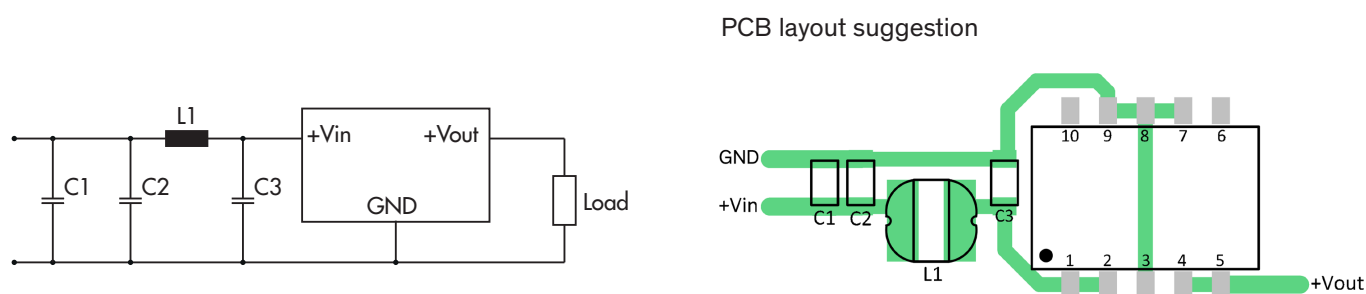 PCB layout suggestion
L1
+Vin
+Vout
C1
C2
C3
GND
Load
10
9
8
7
6
GND
+Vin
C1
C2
C3
L1
1
2
3
4
5
+Vout